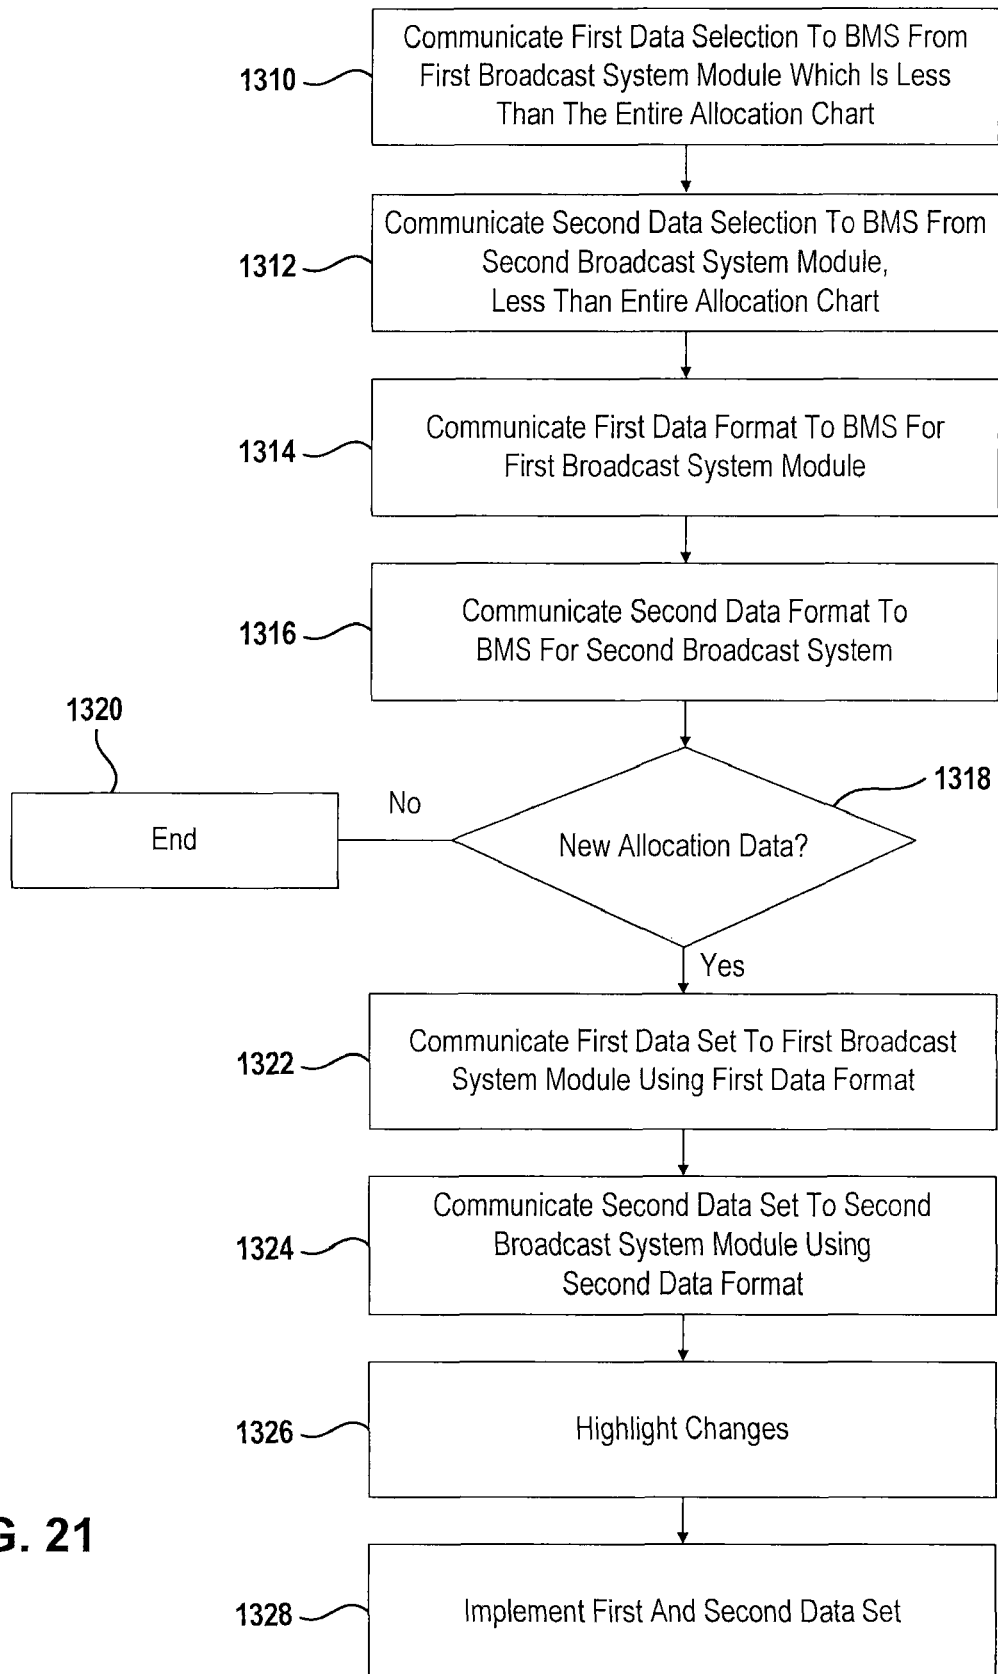 1310
Communicate First Data Selection To BMS From
First Broadcast System Module Which Is Less
Than The Entire Allocation Chart
1312
Communicate Second Data Selection To BMS From
Second Broadcast System Module,
Less Than Entire Allocation Chart
1314
Communicate First Data Format To BMS For
First Broadcast System Module
1316
Communicate Second Data Format To
BMS For Second Broadcast System
1320
End
No
1318
New Allocation Data?
Yes
1322
Communicate First Data Set To First Broadcast
System Module Using First Data Format
1324
Communicate Second Data Set To Second
Broadcast System Module Using
Second Data Format
1326
Highlight Changes
G. 21
1328
Implement First And Second Data Set